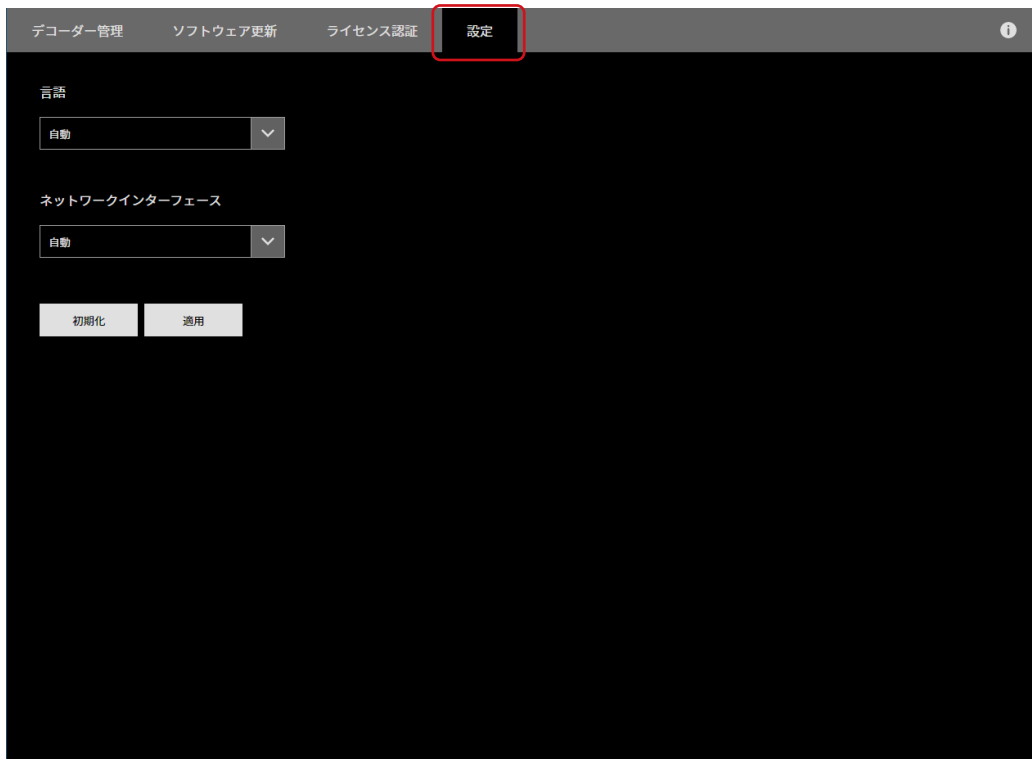 デコーダー管理 ソフトウェア更新 ライセンス認証 設定
言語
自動
ネットワークインターフェース
自動
初期化 適用